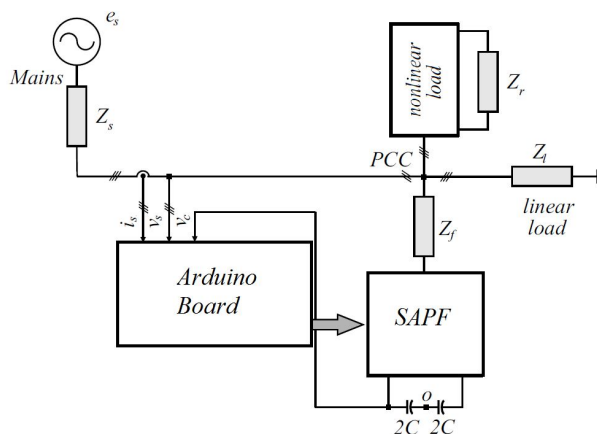 e_s
Mains
Z_s
nonlinear
load
Z_r
PCC
Z_l
linear
load
i_s
v_s
v_c
Z_f
Arduino
Board
SAPF
o
2C
2C